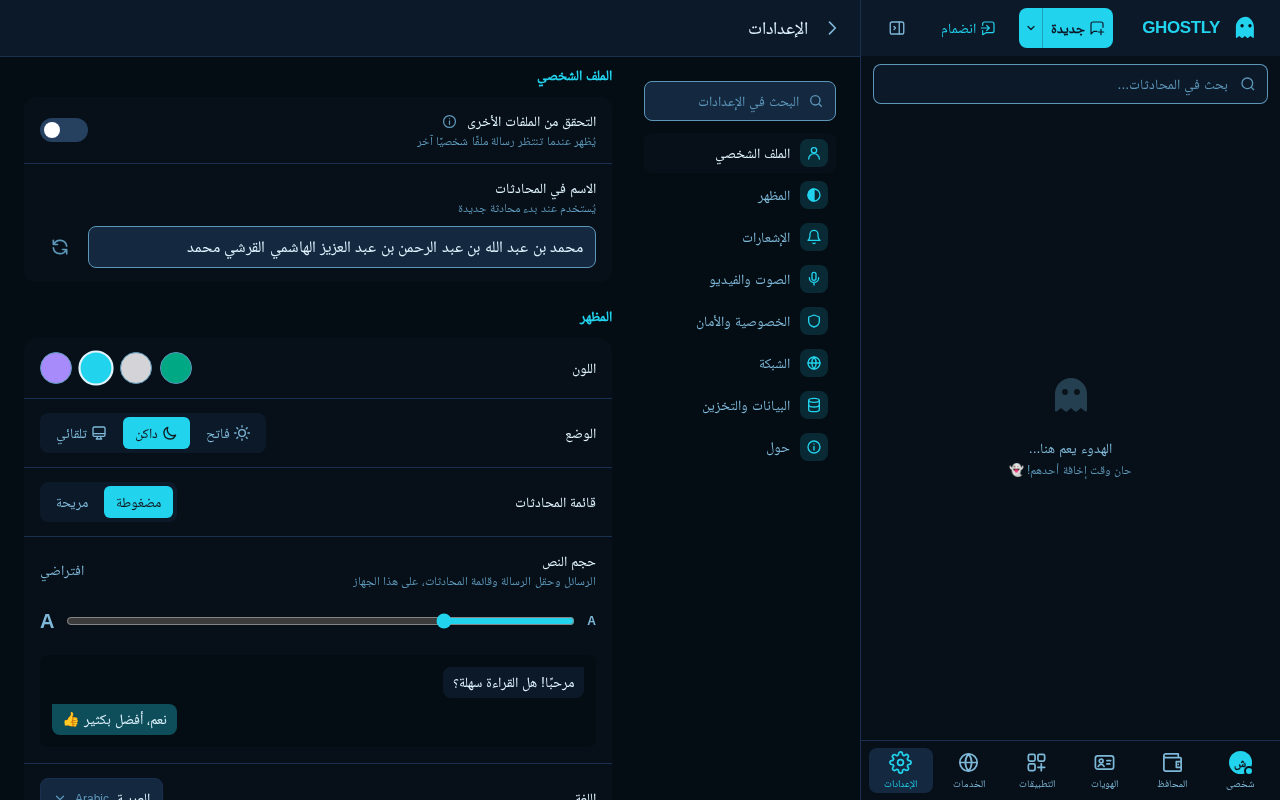 GHOSTLY
جديدة
انضمام
بحث في المحادثات...
الهدوء يعم هنا...
حان وقت إخافة أحدهم! 👻
شخصي
المحافظ
الهويات
التطبيقات
الخدمات
الإعدادات
ش
الإعدادات
البحث في الإعدادات
الملف الشخصي
المظهر
الإشعارات
الصوت والفيديو
الخصوصية والأمان
الشبكة
البيانات والتخزين
حول
الملف الشخصي
التحقق من الملفات الأخرى
يُظهر عندما تنتظر رسالة ملفًا شخصيًا آخر
الاسم في المحادثات
يُستخدم عند بدء محادثة جديدة
محمد بن عبد الله بن عبد الرحمن بن عبد العزيز الهاشمي القرشي محمد
المظهر
اللون
الوضع
فاتح
داكن
تلقائي
قائمة المحادثات
مضغوطة
مريحة
حجم النص
الرسائل وحقل الرسالة وقائمة المحادثات، على هذا الجهاز
افتراضي
A
A
مرحبًا! هل القراءة سهلة؟
نعم، أفضل بكثير 👍
اللغة
العربية Arabic